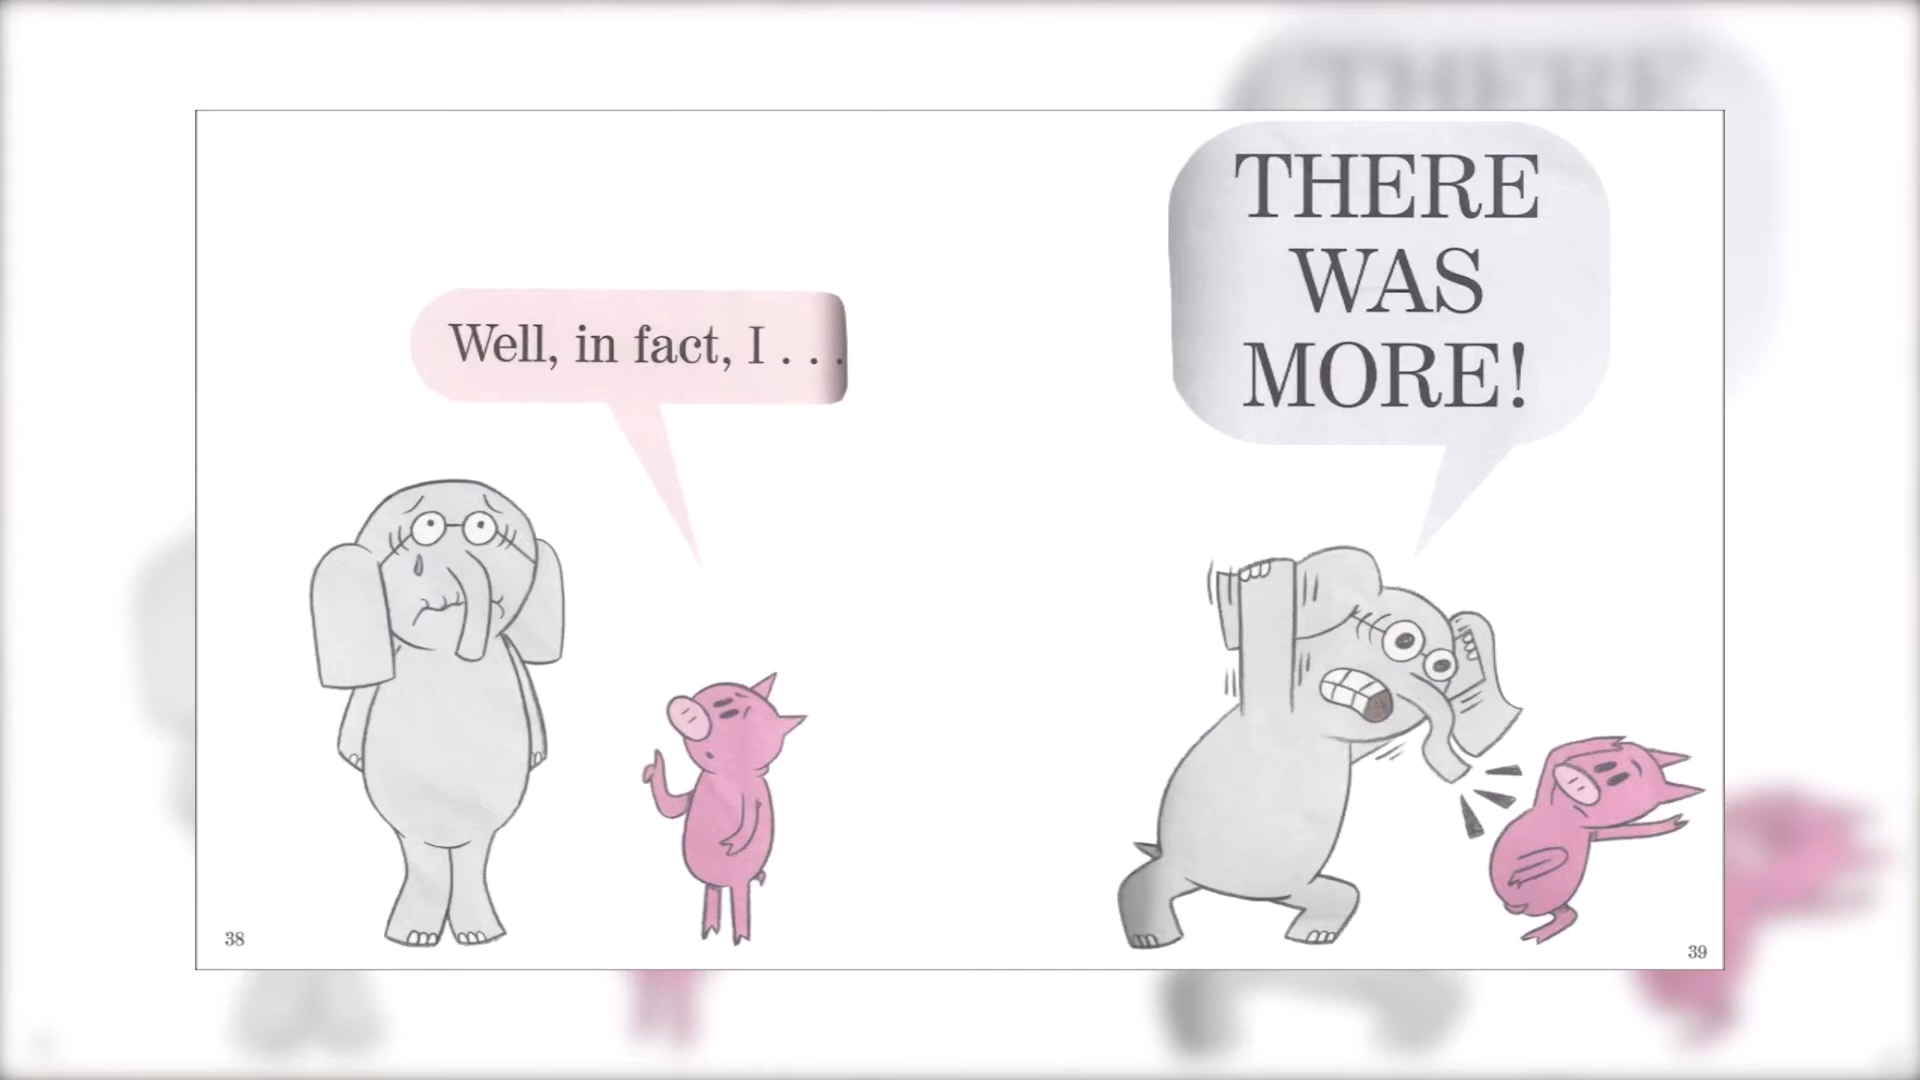 Well, in fact, I . . .
THERE
WAS
MORE!
38
39